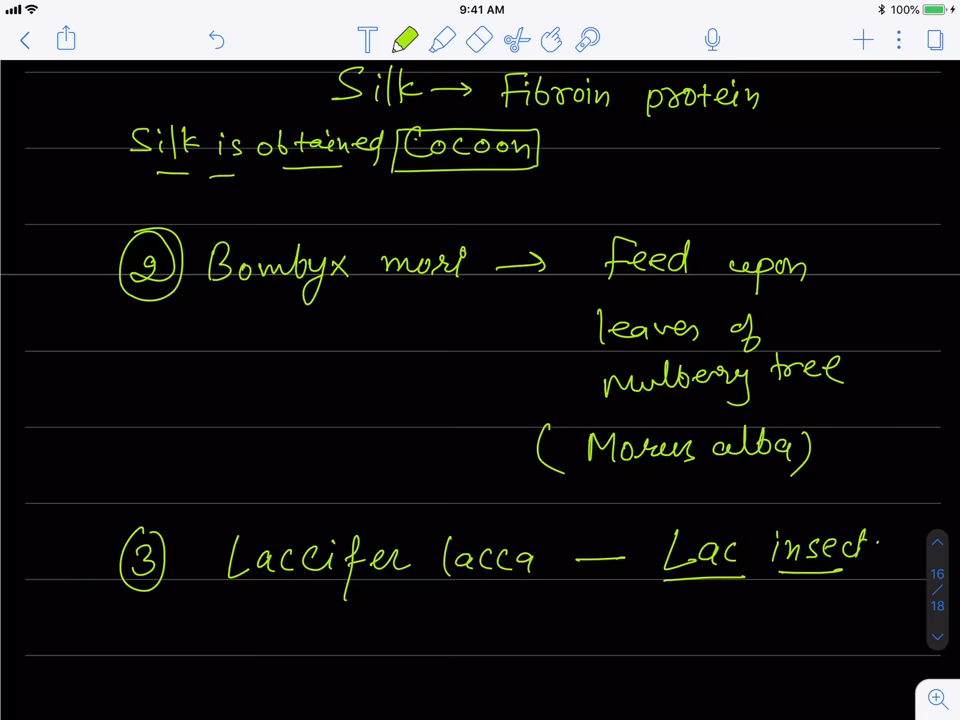 9:41 AM
100%
Silk → Fibroin protein
Silk is obtained Cocoon
2 Bombyx mori → Feed upon
leaves of
mulberry tree
(Morus alba)
3 Laccifer lacca — Lac insect.
16
/
18